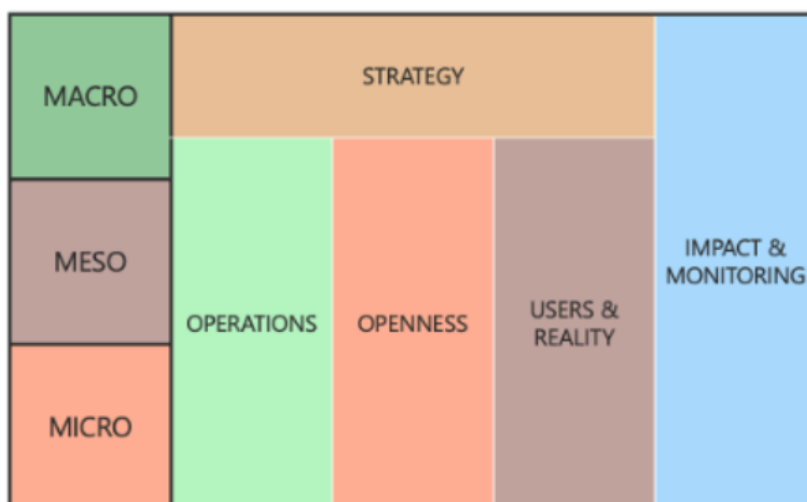 MACRO
STRATEGY
MESO
MICRO
OPERATIONS
OPENNESS
USERS &
REALITY
IMPACT &
MONITORING